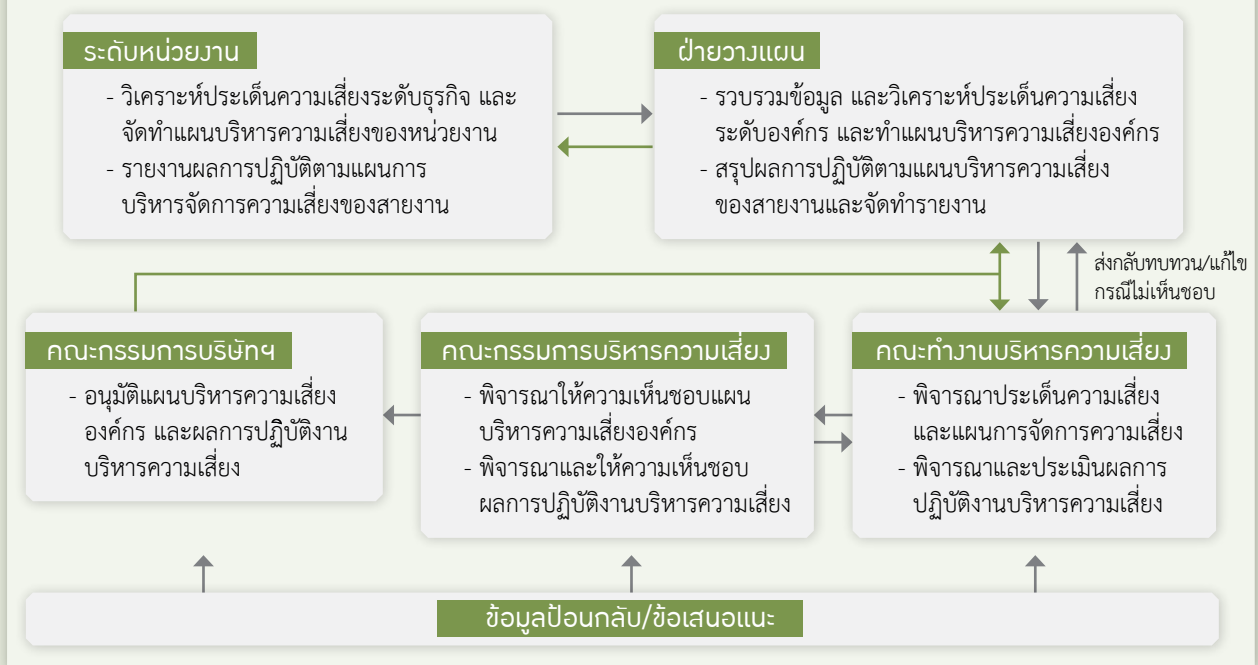 ระดับหน่วยงาน
- วิเคราะห์ประเด็นความเสี่ยงระดับธุรกิจ และ
จัดทำแผนบริหารความเสี่ยงของหน่วยงาน
- รายงานผลการปฏิบัติตามแผนการ
บริหารจัดการความเสี่ยงของสายงาน
ฝ่ายวางแผน
- รวบรวมข้อมูล และวิเคราะห์ประเด็นความเสี่ยง
ระดับองค์กร และทำแผนบริหารความเสี่ยงองค์กร
- สรุปผลการปฏิบัติตามแผนบริหารความเสี่ยง
ของสายงานและจัดทำรายงาน
ส่งกลับทบทวน/แก้ไข
กรณีไม่เห็นชอบ
คณะกรรมการบริษัทฯ
- อนุมัติแผนบริหารความเสี่ยง
องค์กร และผลการปฏิบัติงาน
บริหารความเสี่ยง
คณะกรรมการบริหารความเสี่ยง
- พิจารณาให้ความเห็นชอบแผน
บริหารความเสี่ยงองค์กร
- พิจารณาและให้ความเห็นชอบ
ผลการปฏิบัติงานบริหารความเสี่ยง
คณะทำงานบริหารความเสี่ยง
- พิจารณาประเด็นความเสี่ยง
และแผนการจัดการความเสี่ยง
- พิจารณาและประเมินผลการ
ปฏิบัติงานบริหารความเสี่ยง
ข้อมูลป้อนกลับ/ข้อเสนอแนะ